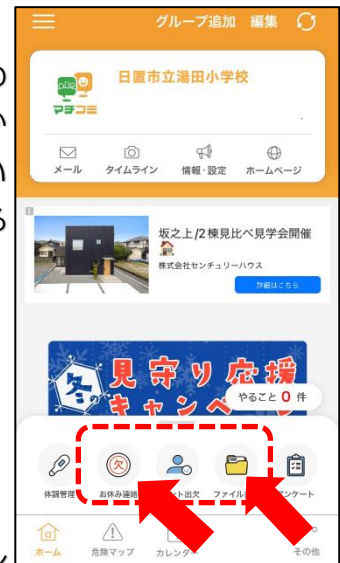 グループ追加 編集
日置市立湯田小学校
マチコミ
メール タイムライン 情報・設定 ホームページ
坂之上/2棟見比べ見学会開催
株式会社センチュリーハウス
詳細はこちら
冬の見守り応援
キャンペ
やること 0 件
欠
体調管理 お休み連絡 ント出欠 ファイル ンケート
ホーム 危険マップ カレンダー その他